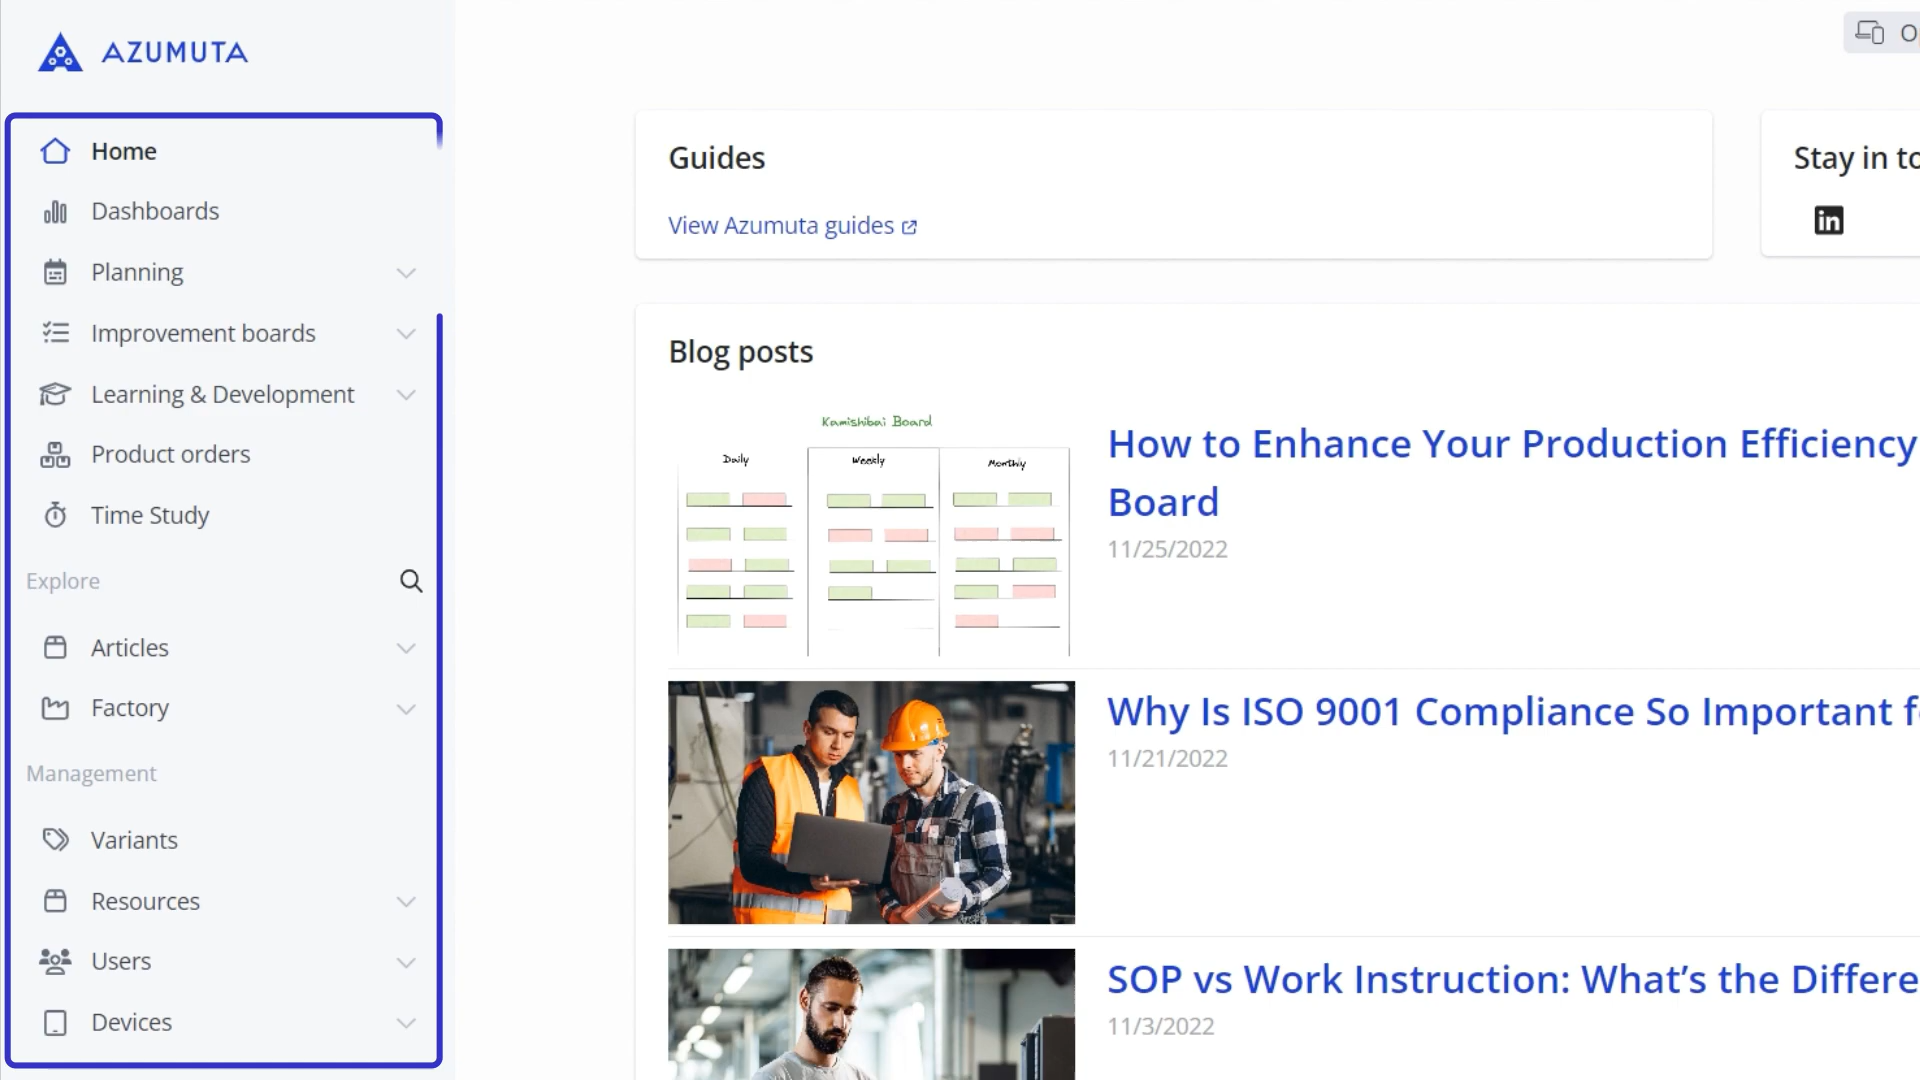 AZUMUTA
Home
Dashboards
Planning
Improvement boards
Learning & Development
Product orders
Time Study
Explore
Articles
Factory
Management
Variants
Resources
Users
Devices
Guides
View Azumuta guides
Stay in to
in
Blog posts
Kamishibai Board
Daily
Weekly
Monthly
How to Enhance Your Production Efficiency
Board
11/25/2022
Why Is ISO 9001 Compliance So Important f
11/21/2022
SOP vs Work Instruction: What's the Differe
11/3/2022